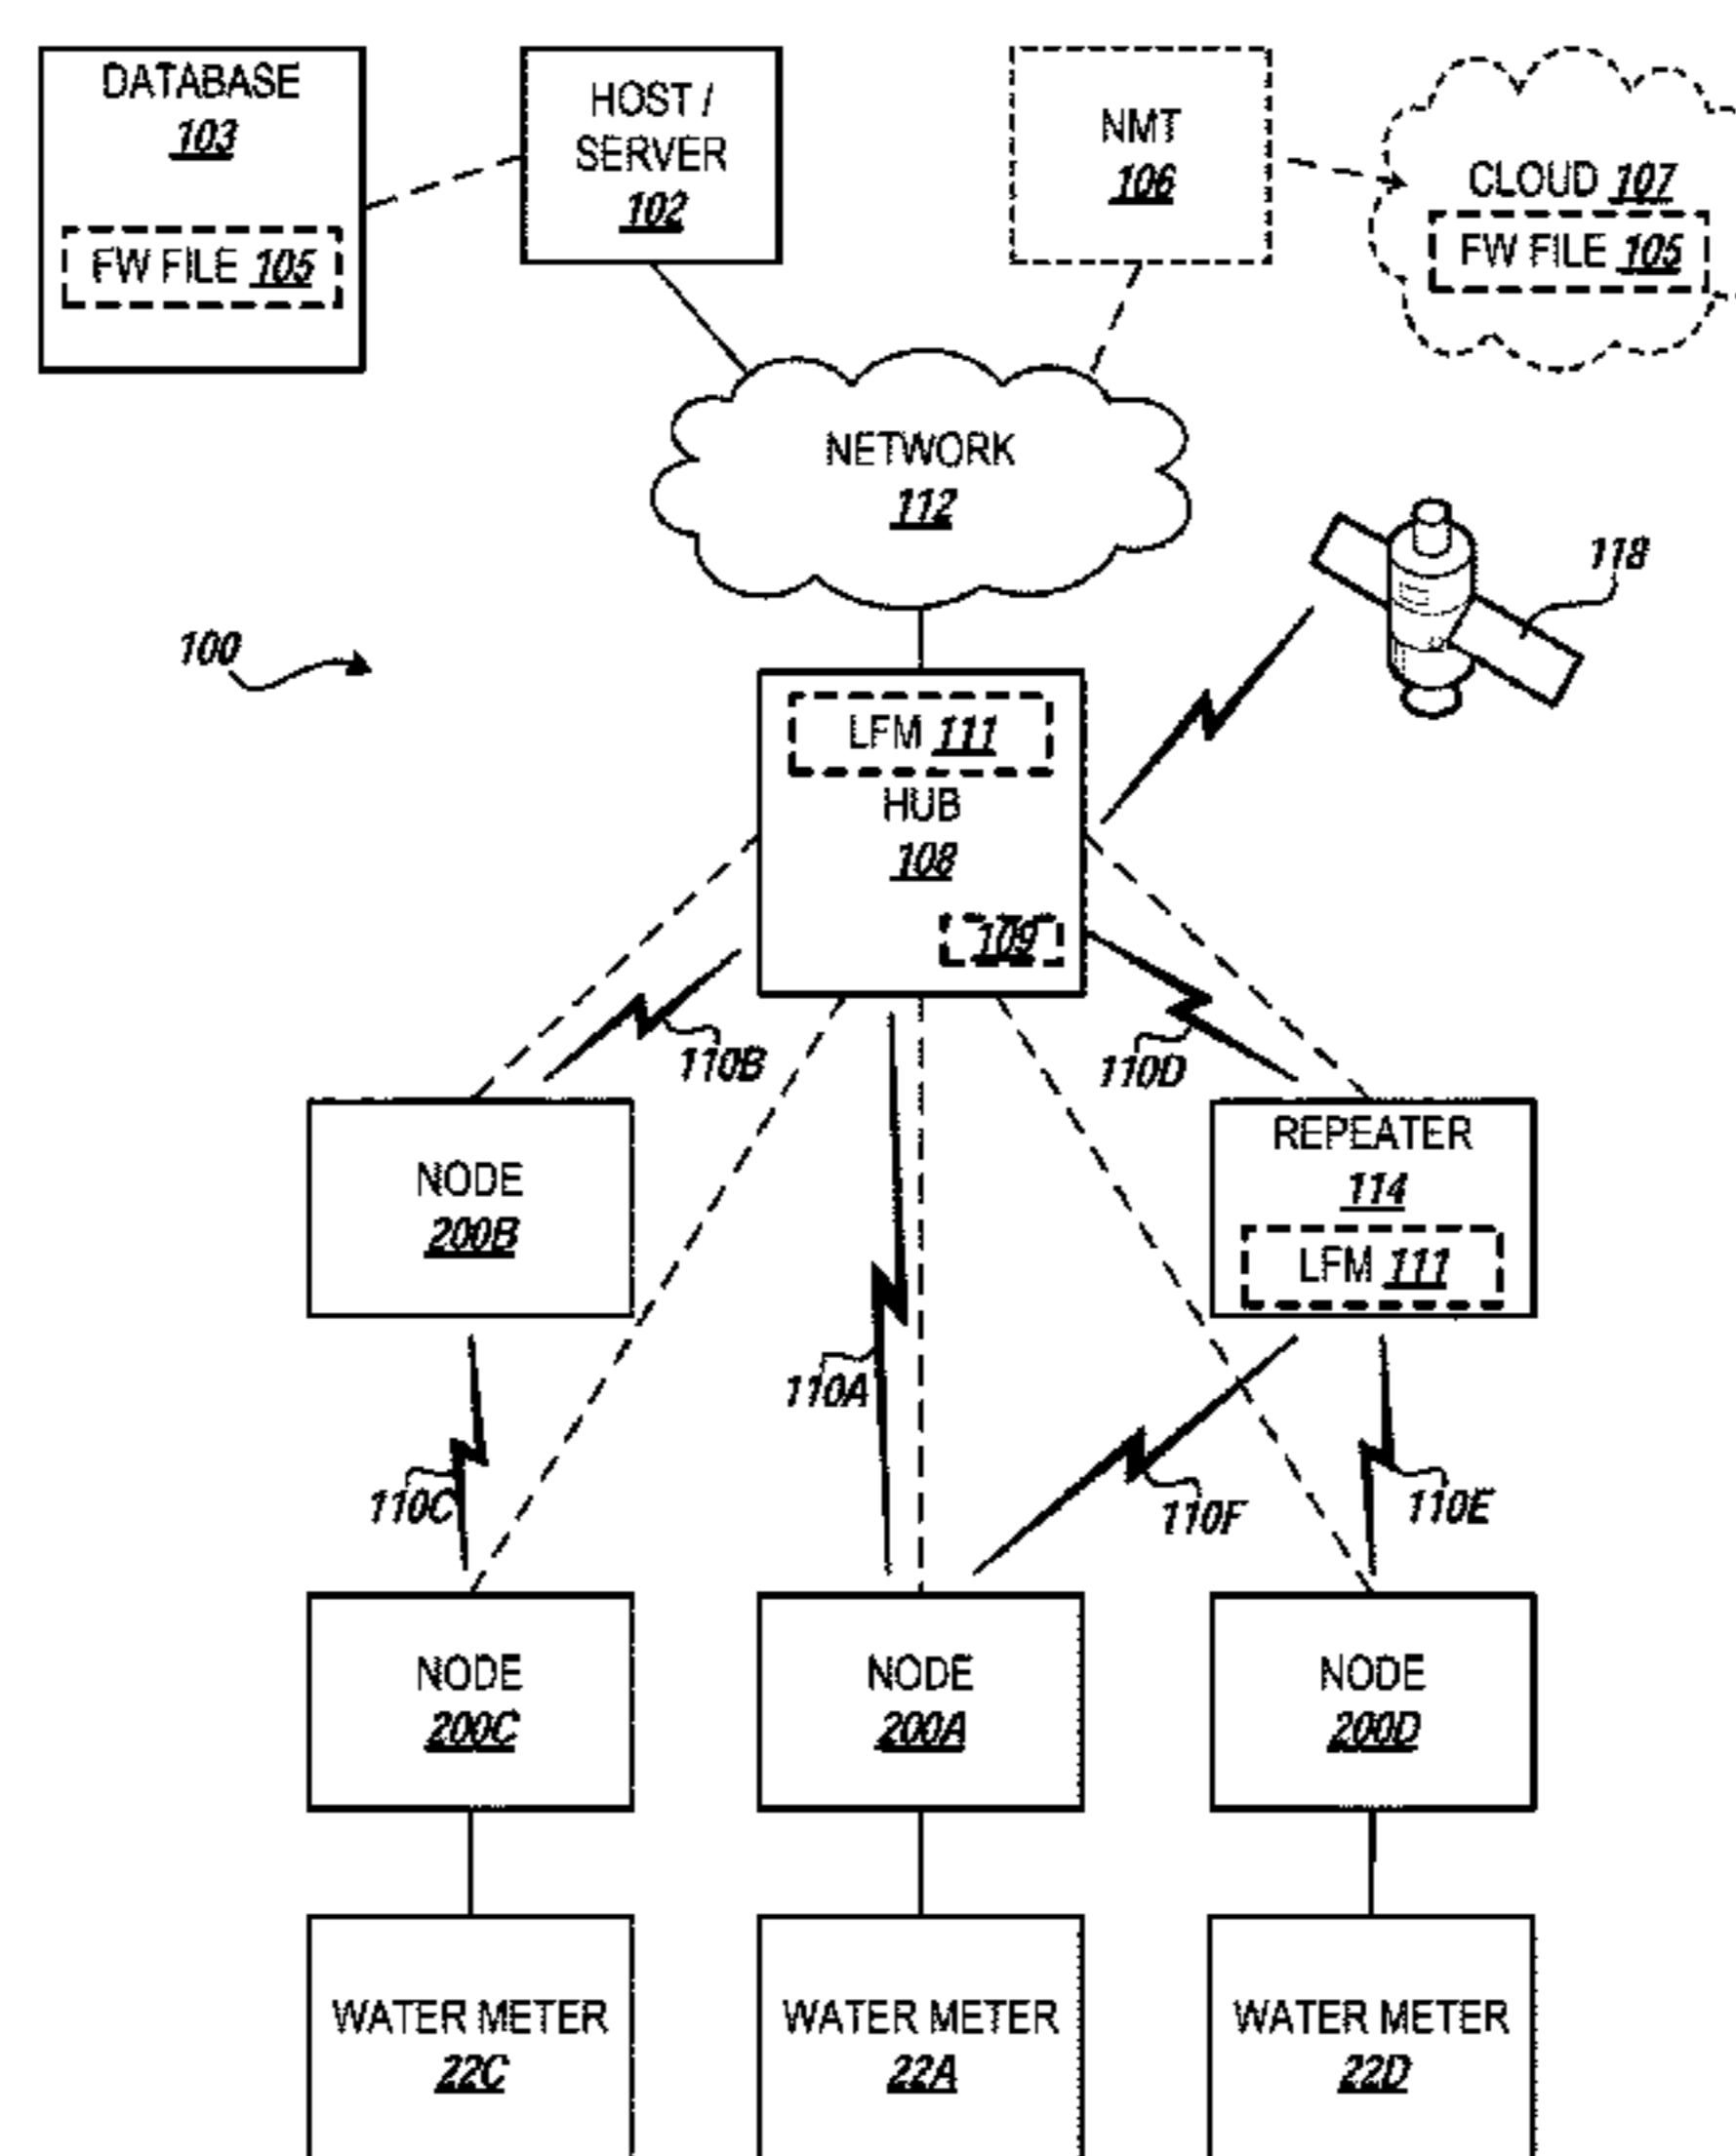 DATABASE
103
FW FILE 105
HOST /
SERVER
102
NMT
106
CLOUD 107
FW FILE 105
NETWORK
112
118
100
LFM 111
HUB
108
109
110B
110D
NODE
200B
REPEATER
114
LFM 111
110A
110C
110F
110E
NODE
200C
NODE
200A
NODE
200D
WATER METER
22C
WATER METER
22A
WATER METER
22D